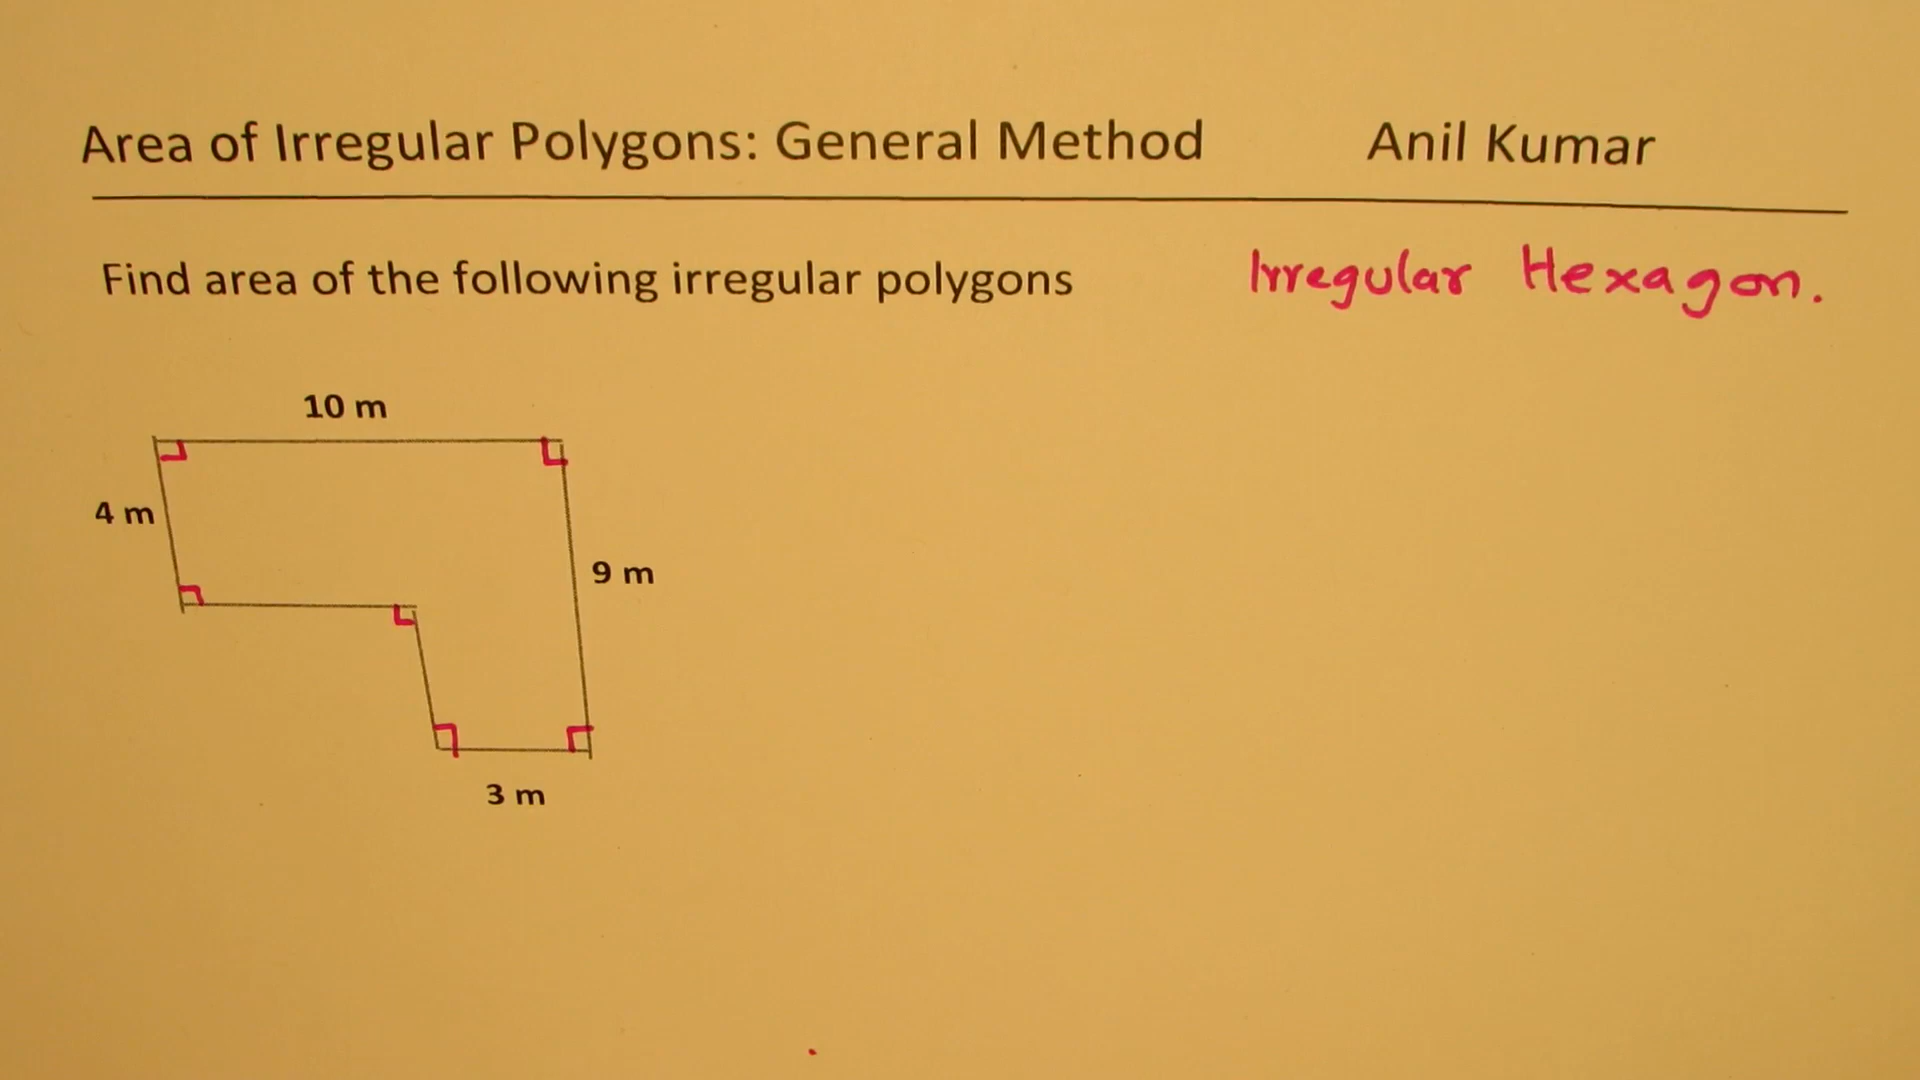 Area of Irregular Polygons: General Method Anil Kumar
Find area of the following irregular polygons Irregular Hexagon.
10 m
4 m
9 m
3 m